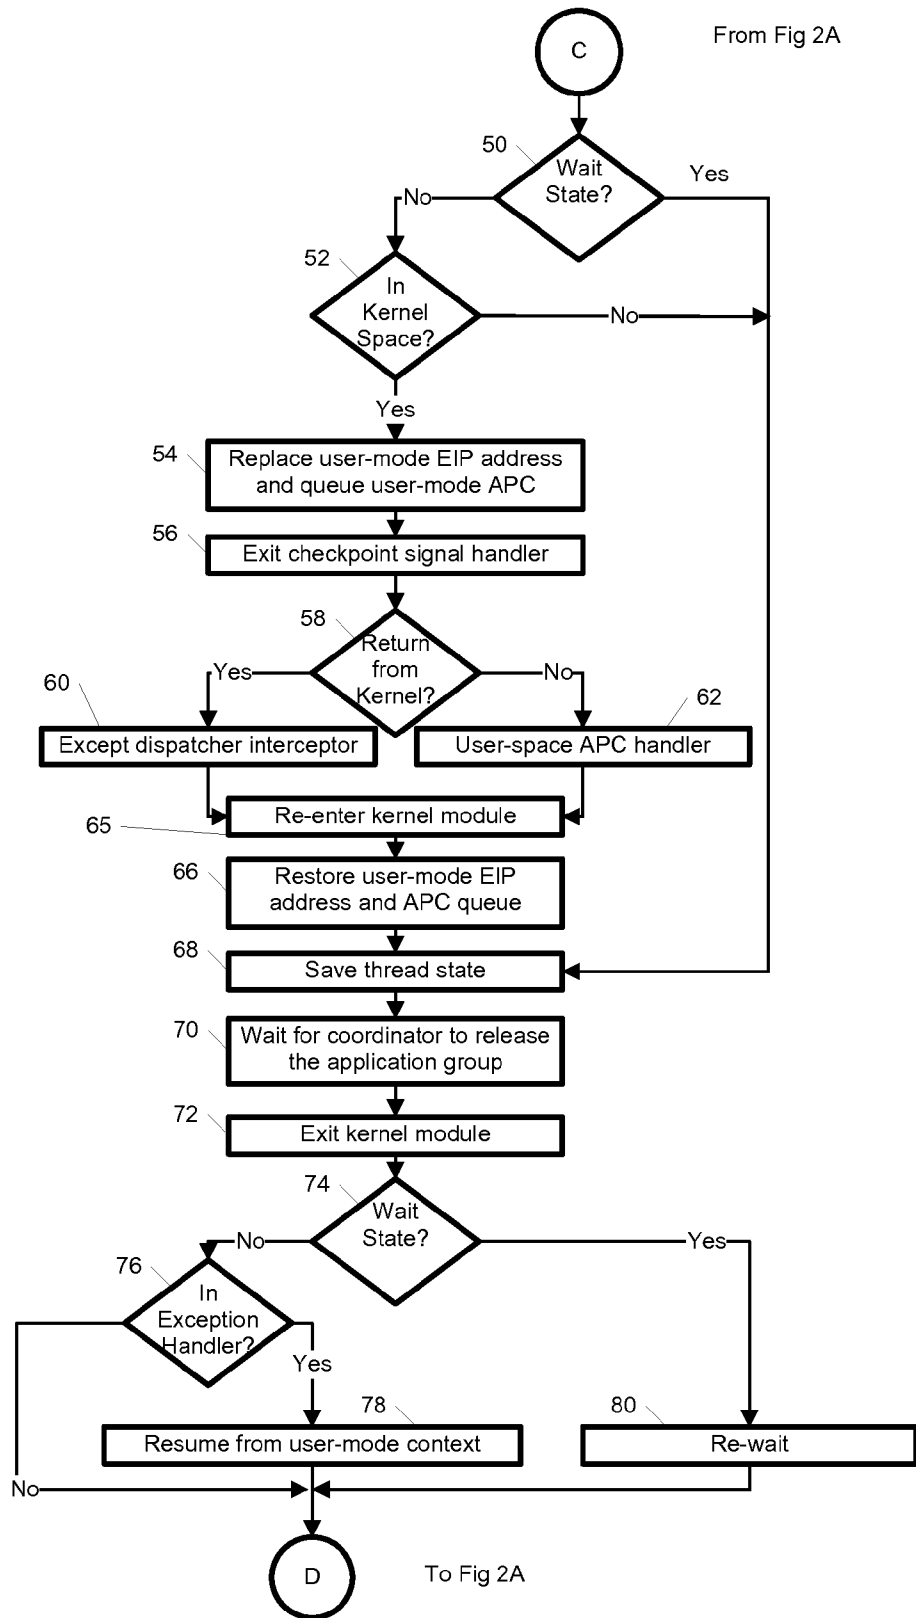 From Fig 2A
C
50
Wait
State?
Yes
No
52
In
Kernel
Space?
No
Yes
54
Replace user-mode EIP address
and queue user-mode APC
56
Exit checkpoint signal handler
58
Return
from
Kernel?
Yes
No
60
Except dispatcher interceptor
62
User-space APC handler
65
Re-enter kernel module
66
Restore user-mode EIP
address and APC queue
68
Save thread state
70
Wait for coordinator to release
the application group
72
Exit kernel module
74
Wait
State?
No
Yes
76
In
Exception
Handler?
Yes
78
Resume from user-mode context
80
Re-wait
No
D
To Fig 2A